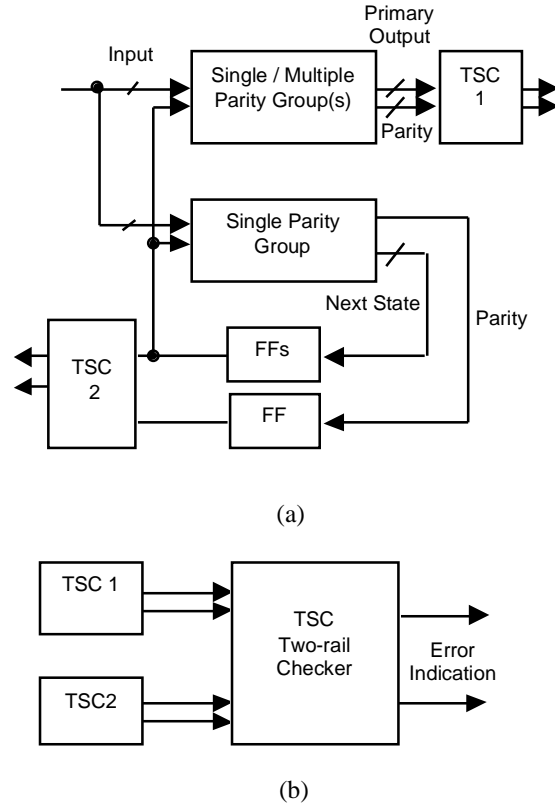 Primary
Output
Input
Single / Multiple
Parity Group(s)
TSC
1
Parity
Single Parity
Group
Next State
Parity
TSC
2
FFs
FF
(a)
TSC 1
TSC
Two-rail
Checker
Error
Indication
TSC2
(b)